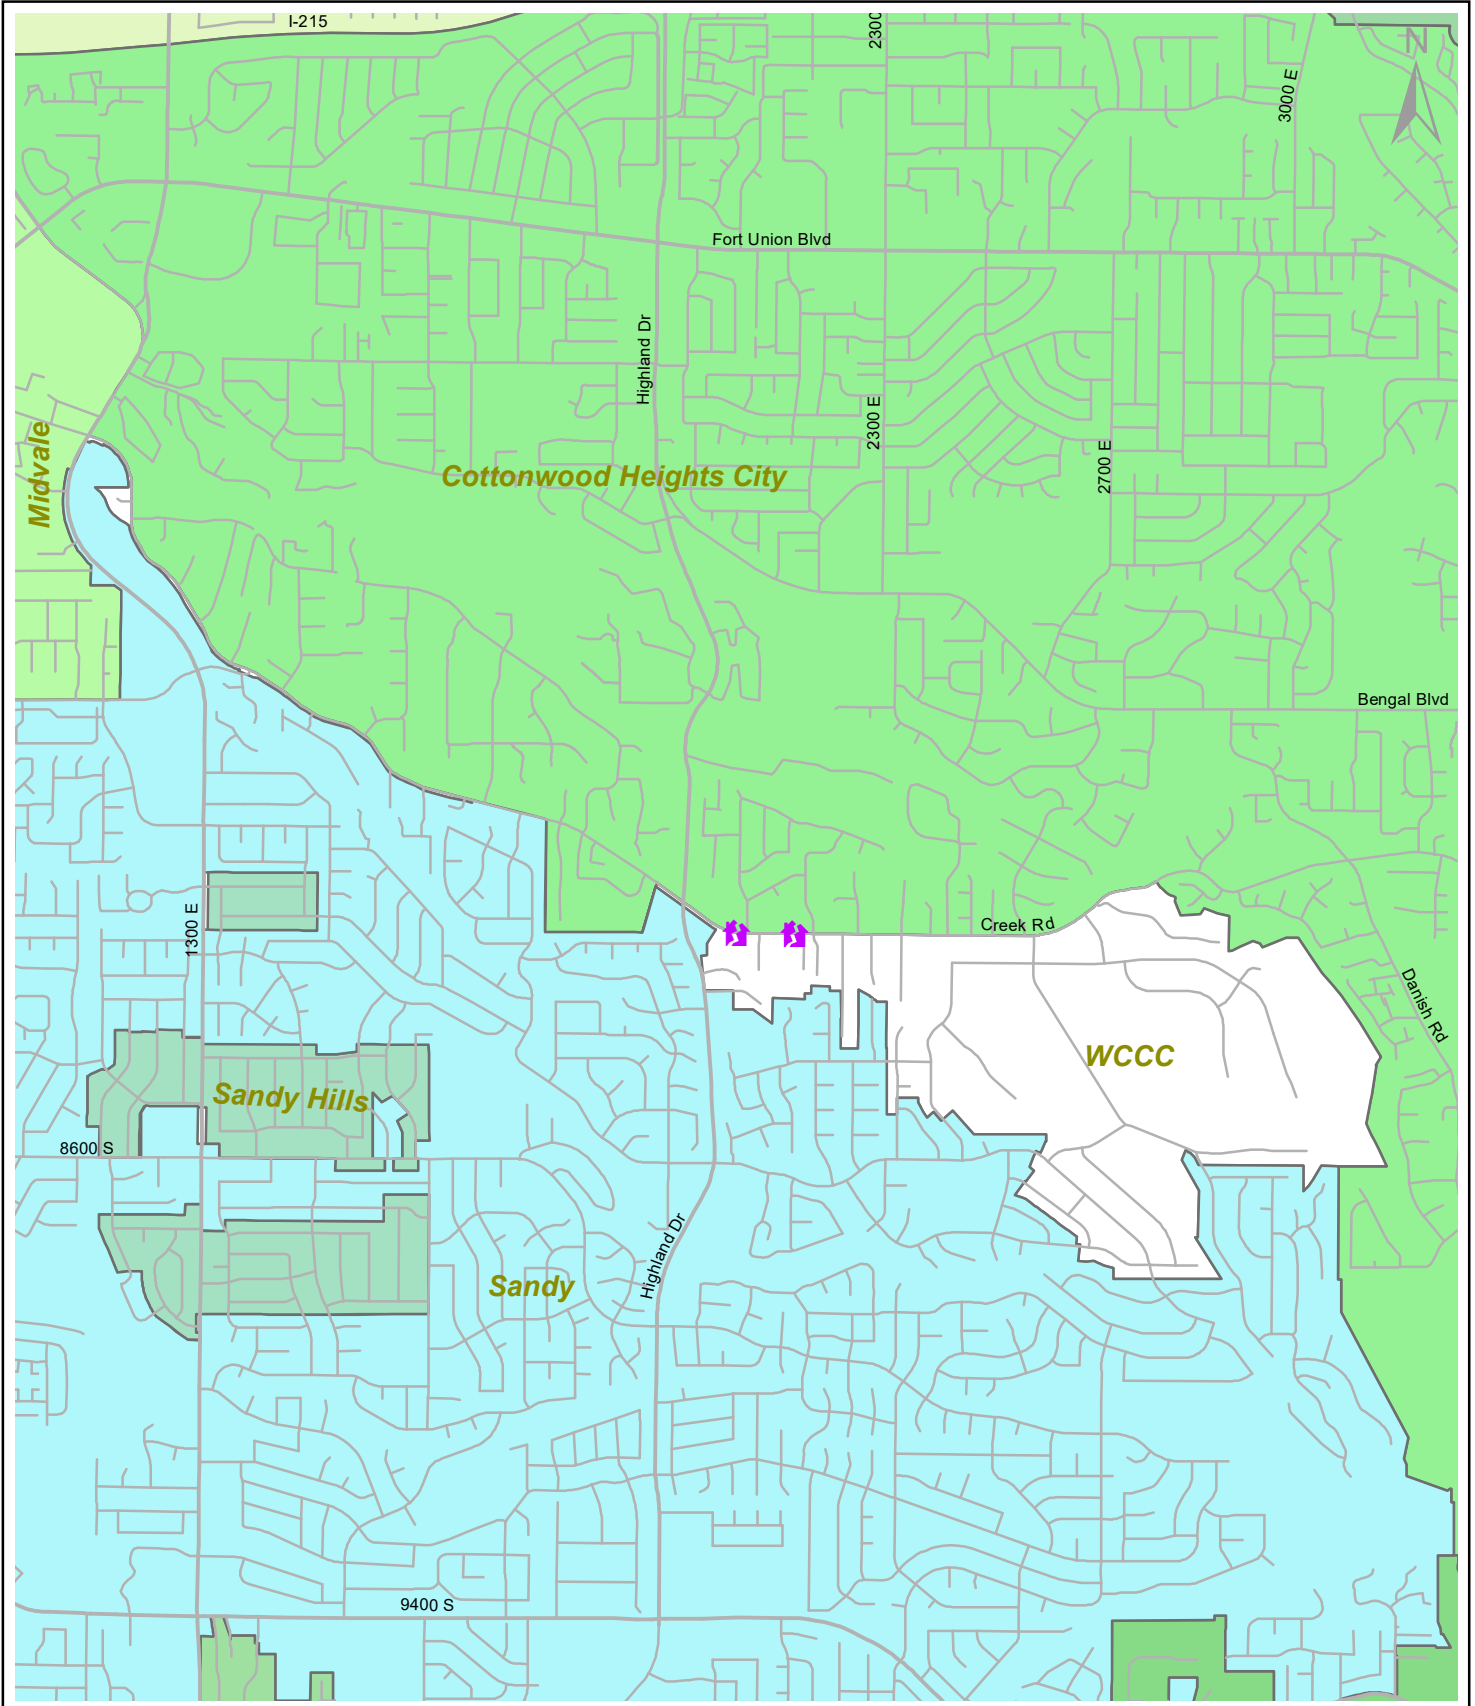 I-215
2300
N
3000 E
Fort Union Blvd
Highland Dr
2300 E
Midvale
2700 E
Cottonwood Heights City
Bengal Blvd
1300 E
Creek Rd
Danish Rd
WCCC
Sandy Hills
8600 S
Highland Dr
Sandy
9400 S